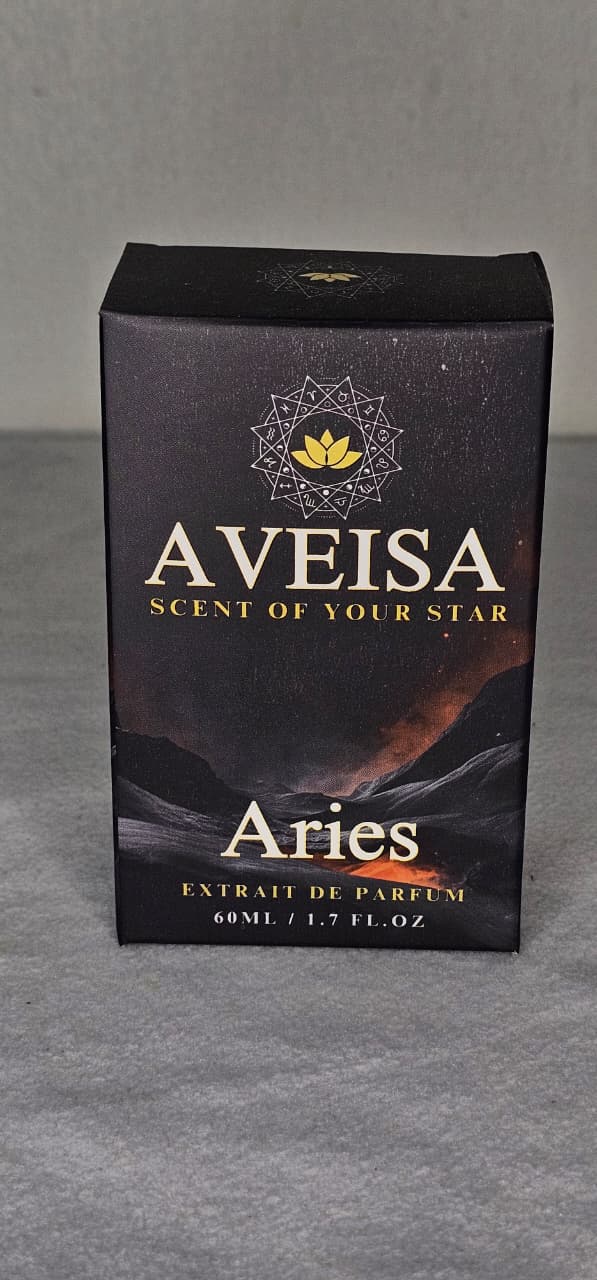 AVEISA
SCENT OF YOUR STAR
Aries
EXTRAIT DE PARFUM
60ML / 1.7 FL.OZ